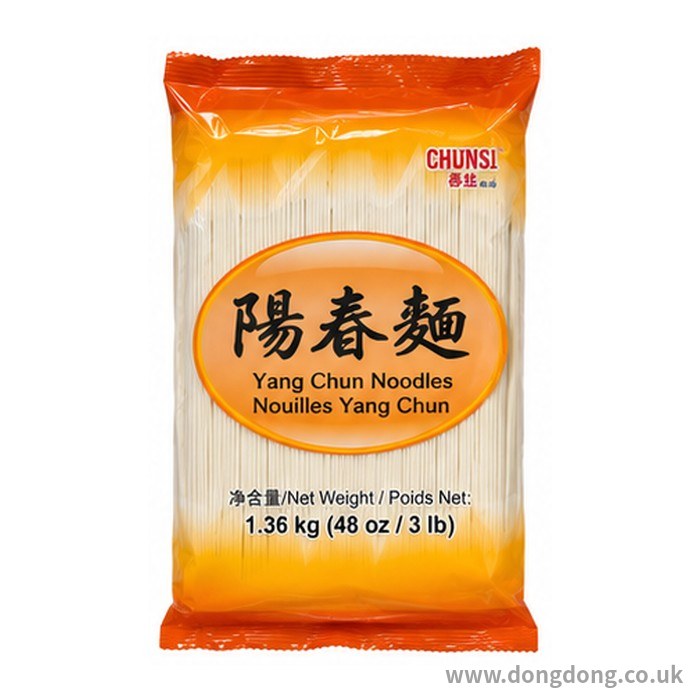 CHUNSI
陽春麵
Yang Chun Noodles
Nouilles Yang Chun
净含量/Net Weight / Poids Net:
1.36 kg (48 oz / 3 lb)
www.dongdong.co.uk